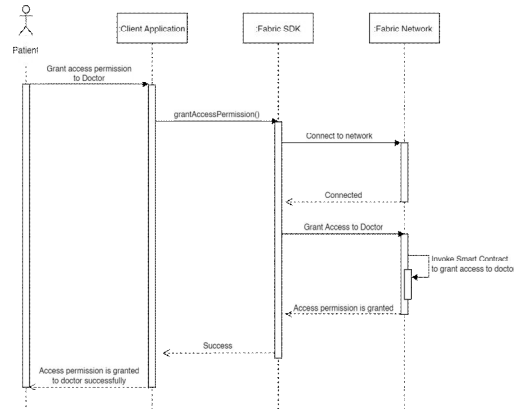 :Client Application
:Fabric SDK
:Fabric Network
Patient
Grant access permission
to Doctor
grantAccessPermission()
Connect to network
Connected
Grant Access to Doctor
Invoke Smart Contract
to grant access to doctor
Access permission is granted
Success
Access permission is granted
to doctor successfully